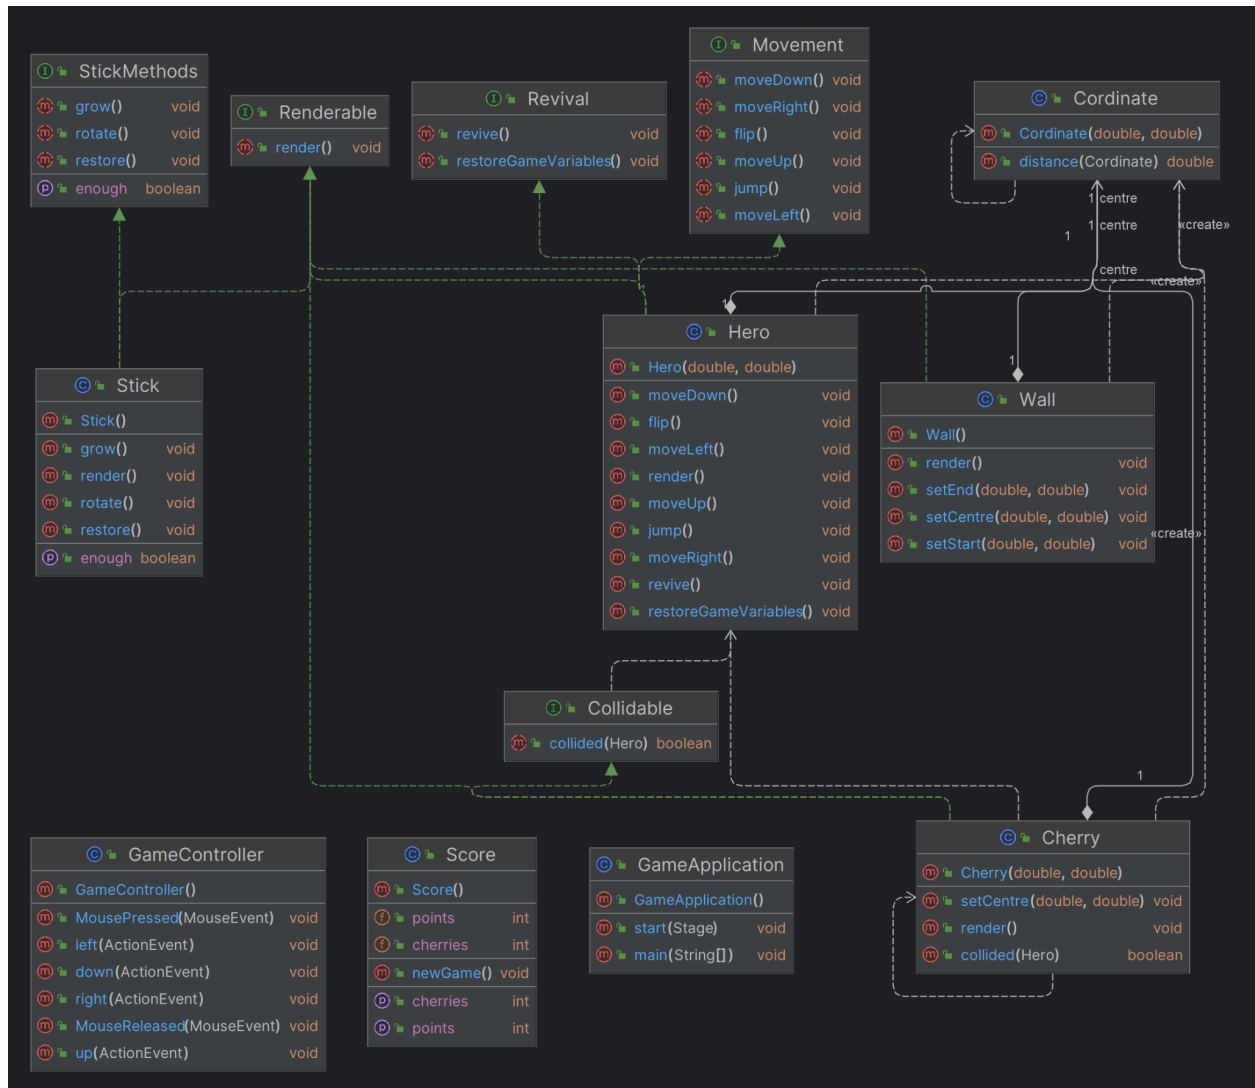 StickMethods
grow() void
rotate() void
restore() void
enough boolean
Renderable
render() void
Revival
revive() void
restoreGameVariables() void
Movement
moveDown() void
moveRight() void
flip() void
moveUp() void
jump() void
moveLeft() void
Cordinate
Cordinate(double, double)
distance(Cordinate) double
1 centre
1 centre
«create»
1
centre
«create»
1
Hero
Hero(double, double)
moveDown() void
flip() void
moveLeft() void
render() void
moveUp() void
jump() void
moveRight() void
revive() void
restoreGameVariables() void
Stick
Stick()
grow() void
render() void
rotate() void
restore() void
enough boolean
1
Wall
Wall()
render() void
setEnd(double, double) void
setCentre(double, double) void
setStart(double, double) void
«create»
Collidable
collided(Hero) boolean
1
GameController
GameController()
MousePressed(MouseEvent) void
left(ActionEvent) void
down(ActionEvent) void
right(ActionEvent) void
MouseReleased(MouseEvent) void
up(ActionEvent) void
Score
Score()
points int
cherries int
newGame() void
cherries int
points int
GameApplication
GameApplication()
start(Stage) void
main(String[]) void
Cherry
Cherry(double, double)
setCentre(double, double) void
render() void
collided(Hero) boolean